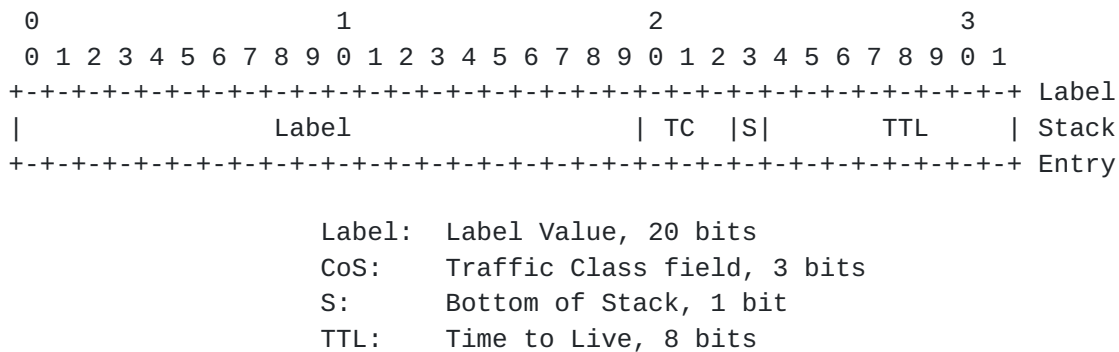 0                   1                   2                   3
0 1 2 3 4 5 6 7 8 9 0 1 2 3 4 5 6 7 8 9 0 1 2 3 4 5 6 7 8 9 0 1
+-+-+-+-+-+-+-+-+-+-+-+-+-+-+-+-+-+-+-+-+-+-+-+-+-+-+-+-+-+-+-+-+ Label
|                Label                  | TC  |S|       TTL     | Stack
+-+-+-+-+-+-+-+-+-+-+-+-+-+-+-+-+-+-+-+-+-+-+-+-+-+-+-+-+-+-+-+-+ Entry
Label:  Label Value, 20 bits
CoS:    Traffic Class field, 3 bits
S:      Bottom of Stack, 1 bit
TTL:    Time to Live, 8 bits